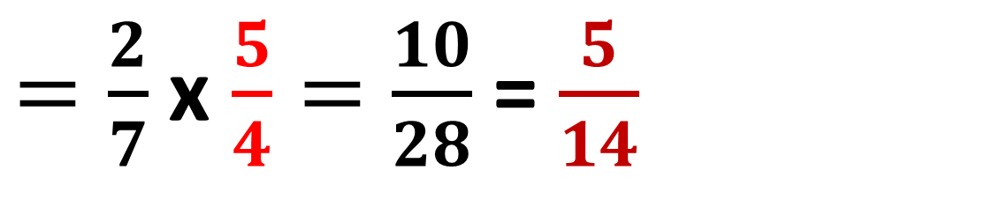 = 2/7 x 5/4 = 10/28 = 5/14